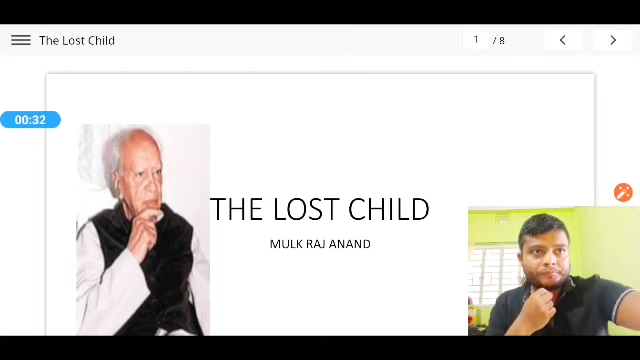 The Lost Child
1 / 8
00:32
THE LOST CHILD
MULK RAJ ANAND